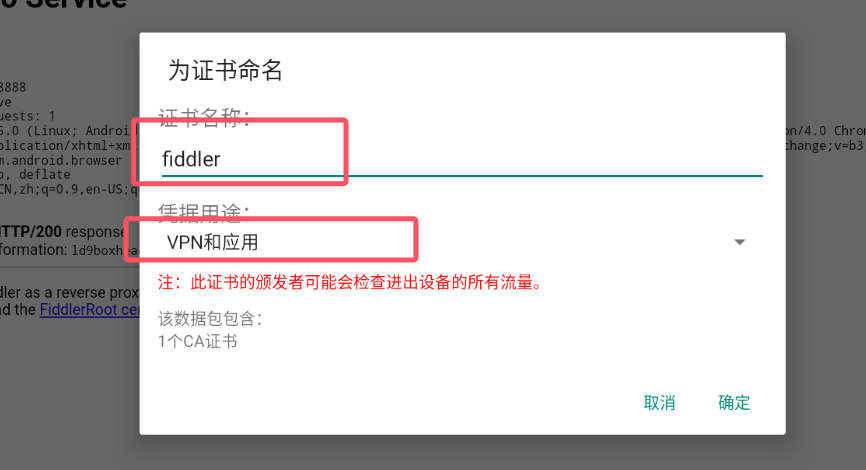 o Service
为证书命名
8888
证书名称：
ve
uests: 1
5.0 (Linux; Androi
on/4.0 Chrom
plication/xhtml+xm
change;v=b3
fiddler
m.android.browser
p, deflate
CN,zh;q=0.9,en-US;q
凭据用途：
HTTP/200 response
VPN和应用
formation: ld9boxhea
注：此证书的颁发者可能会检查进出设备的所有流量。
dler as a reverse prox
nd the FiddlerRoot cer
该数据包包含：
1个CA证书
取消
确定